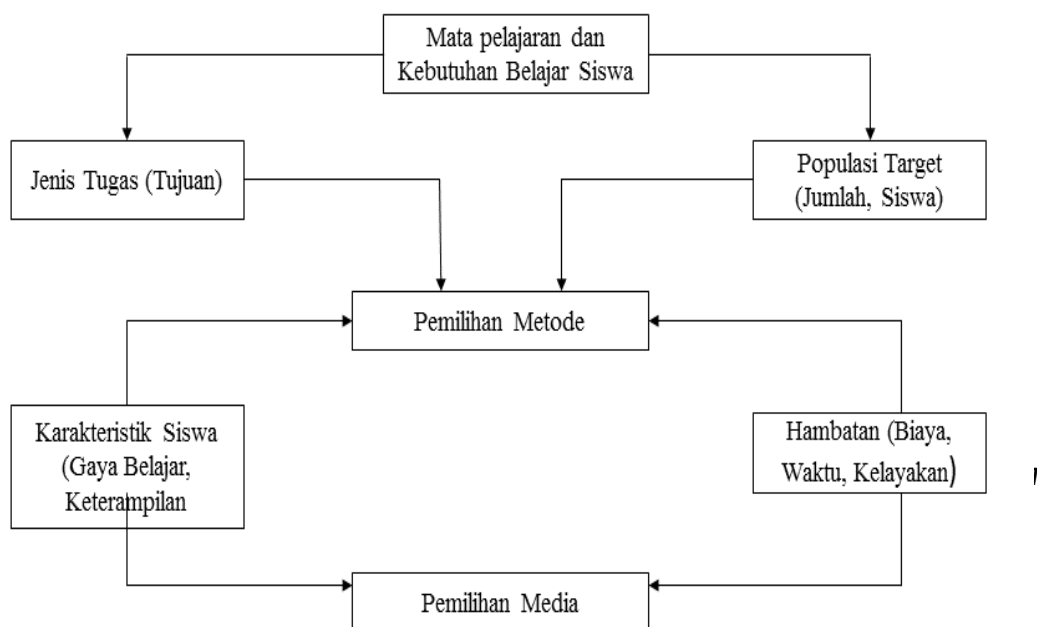 Mata pelajaran dan
Kebutuhan Belajar Siswa
Jenis Tugas (Tujuan)
Populasi Target
(Jumlah, Siswa)
Pemilihan Metode
Karakteristik Siswa
(Gaya Belajar,
Keterampilan
Hambatan (Biaya,
Waktu, Kelayakan)
Pemilihan Media